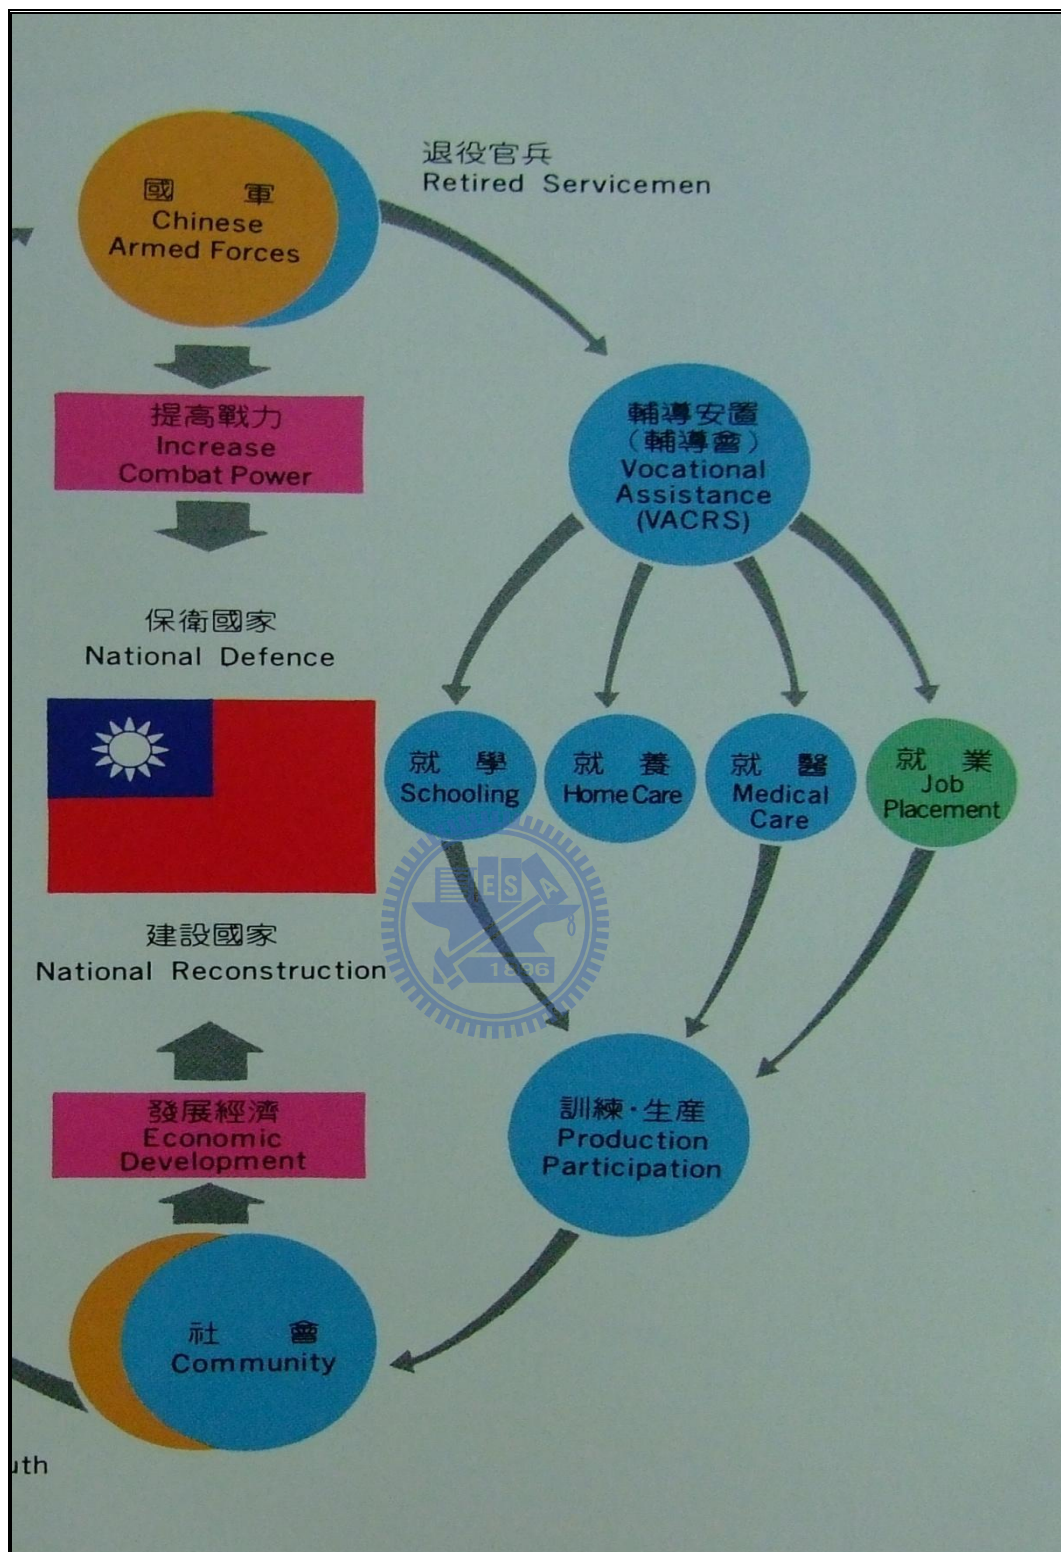 國 軍
Chinese
Armed Forces
退役官兵
Retired Servicemen
提高戰力
Increase
Combat Power
輔導安置
（輔導會）
Vocational
Assistance
(VACRS)
保衛國家
National Defence
就 學
Schooling
就 養
Home Care
就 醫
Medical
Care
就 業
Job
Placement
ESA
1896
建設國家
National Reconstruction
發展經濟
Economic
Development
訓練·生産
Production
Participation
社 會
Community
uth